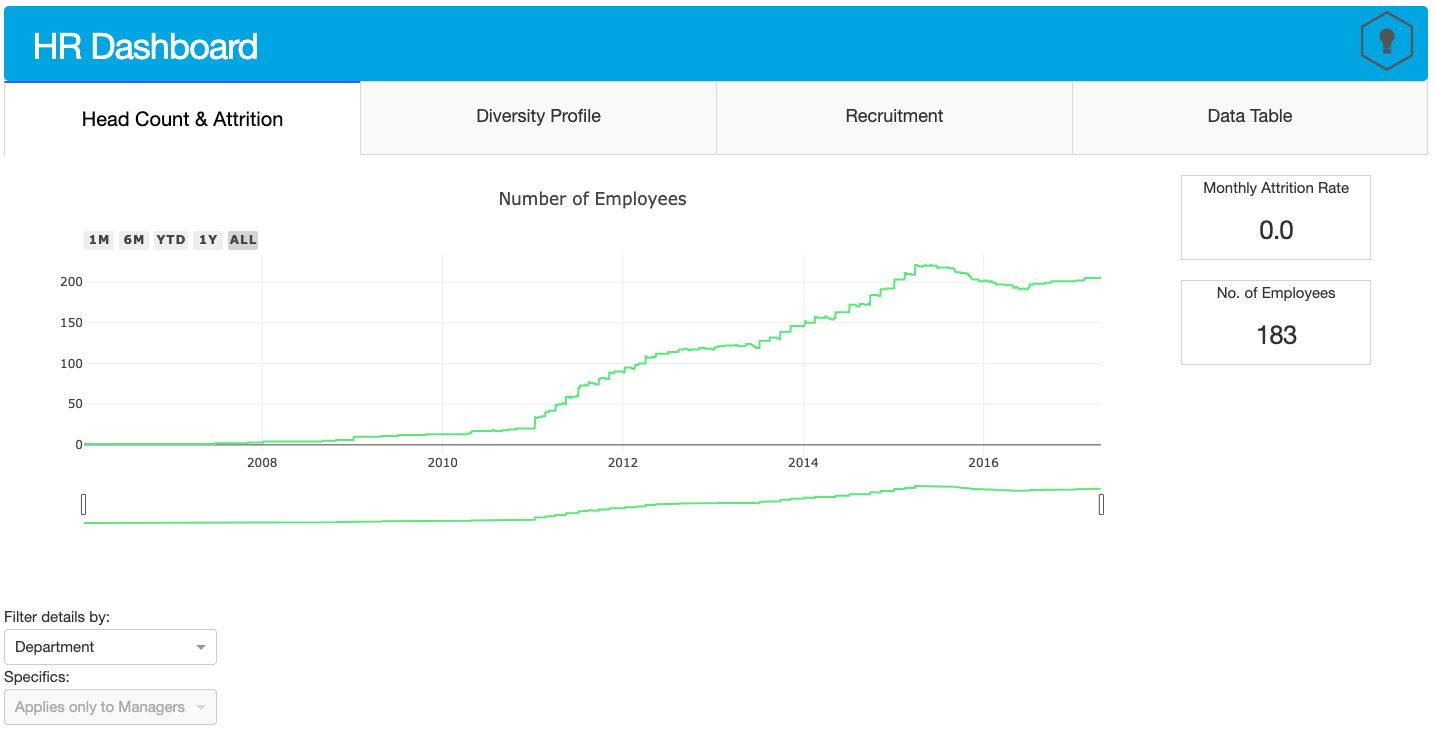 HR Dashboard
Head Count & Attrition
Diversity Profile
Recruitment
Data Table
Number of Employees
1M 6M YTD 1Y ALL
200
150
100
50
0
2008 2010 2012 2014 2016
Monthly Attrition Rate
0.0
No. of Employees
183
Filter details by:
Department
Specifics:
Applies only to Managers